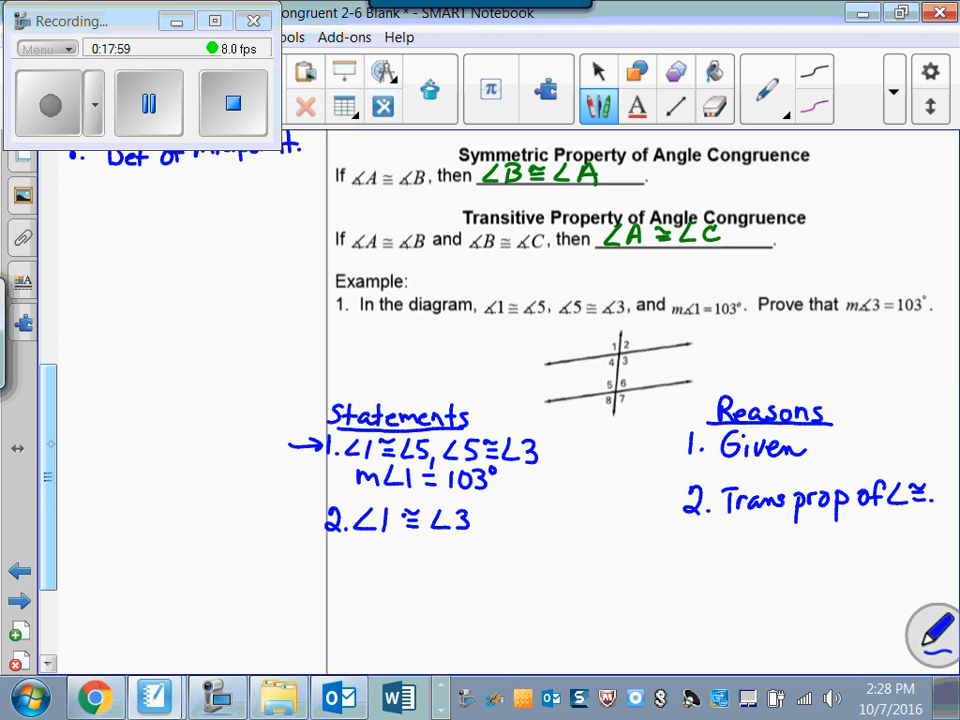 Recording...
Menu
0:17:59
8.0 fps
ongruent 2-6 Blank * - SMART Notebook
ols Add-ons Help
Def of Midpoint.
Symmetric Property of Angle Congruence
If ∡A ≅ ∡B, then ∠B ≅ ∠A.
Transitive Property of Angle Congruence
If ∡A ≅ ∡B and ∡B ≅ ∡C, then ∠A ≅ ∠C.
Example:
1. In the diagram, ∡1 ≅ ∡5, ∡5 ≅ ∡3, and m∡1 = 103°. Prove that m∡3 = 103°.
1 2
4 3
5 6
8 7
Statements
Reasons
→1. ∠1 ≅ ∠5, ∠5 ≅ ∠3
1. Given
m∠1 = 103°
2. Trans prop of ∠ ≅.
2. ∠1 ≅ ∠3
2:28 PM
10/7/2016